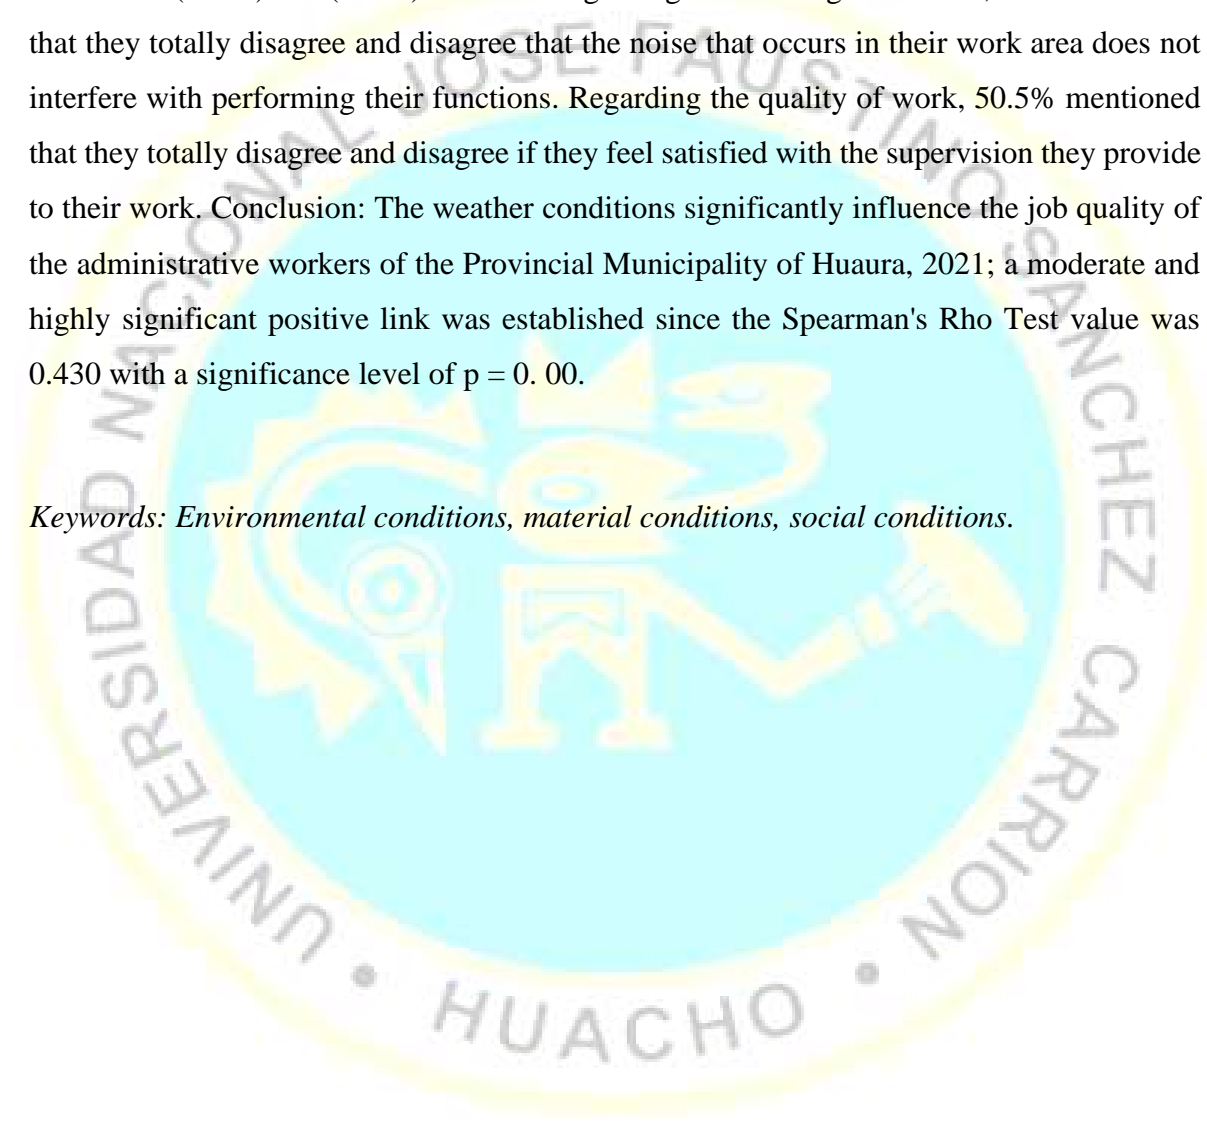 that they totally disagree and disagree that the noise that occurs in their work area does not
interfere with performing their functions. Regarding the quality of work, 50.5% mentioned
that they totally disagree and disagree if they feel satisfied with the supervision they provide
to their work. Conclusion: The weather conditions significantly influence the job quality of
the administrative workers of the Provincial Municipality of Huaura, 2021; a moderate and
highly significant positive link was established since the Spearman's Rho Test value was
0.430 with a significance level of p = 0. 00.
Keywords: Environmental conditions, material conditions, social conditions.
UNIVERSIDAD NACIONAL JOSE FAUSTINO SANCHEZ CARRION • HUACHO •